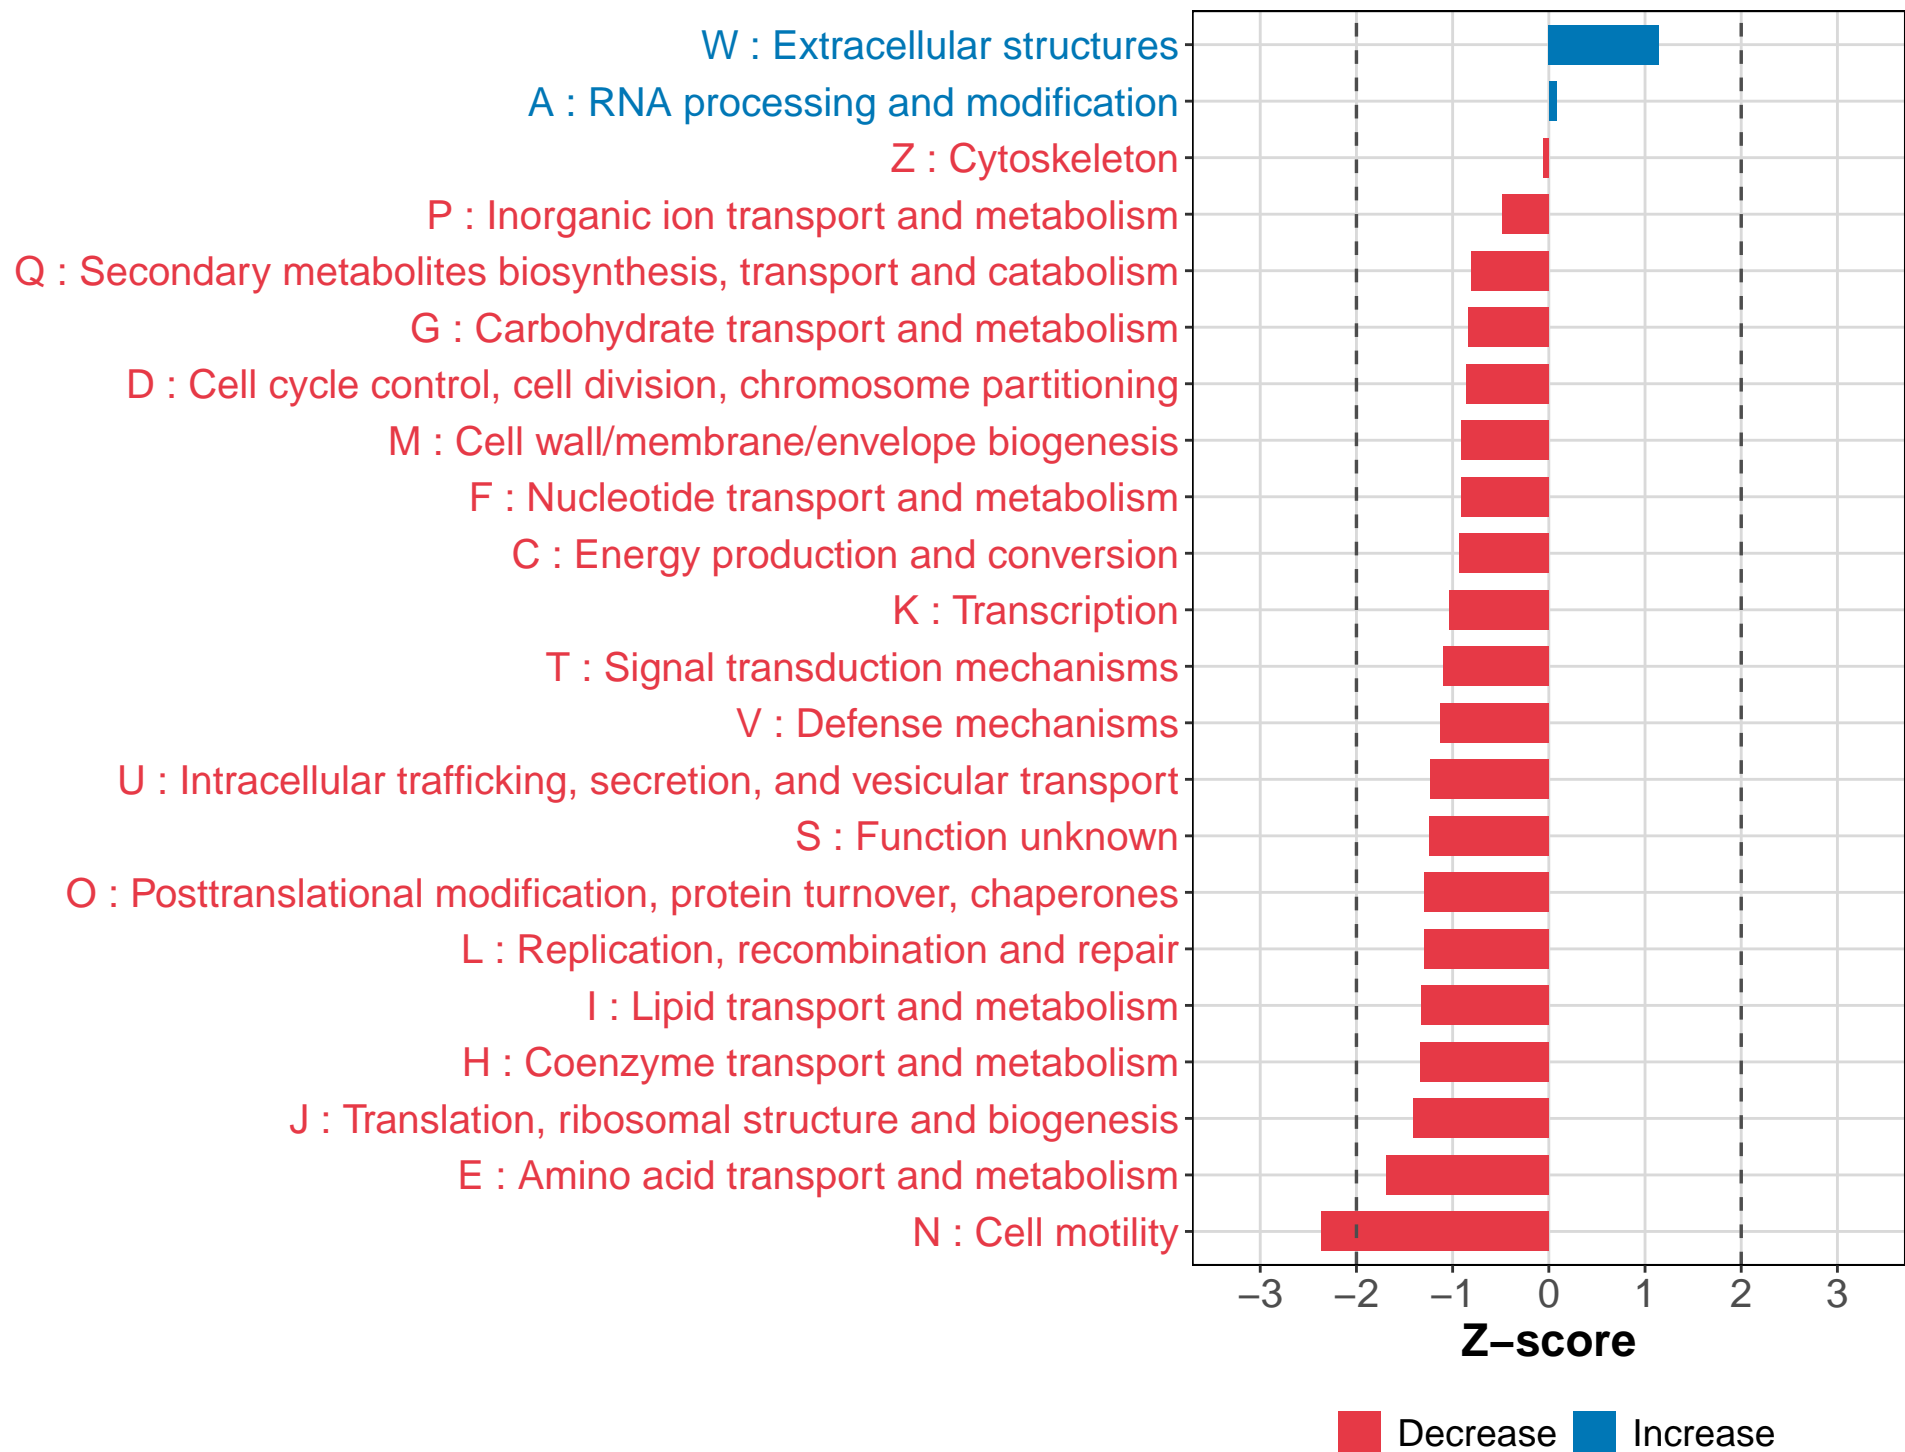 W : Extracellular structures
A : RNA processing and modification
Z : Cytoskeleton
P : Inorganic ion transport and metabolism
Q : Secondary metabolites biosynthesis, transport and catabolism
G : Carbohydrate transport and metabolism
D : Cell cycle control, cell division, chromosome partitioning
M : Cell wall/membrane/envelope biogenesis
F : Nucleotide transport and metabolism
C : Energy production and conversion
K : Transcription
T : Signal transduction mechanisms
V : Defense mechanisms
U : Intracellular trafficking, secretion, and vesicular transport
S : Function unknown
O : Posttranslational modification, protein turnover, chaperones
L : Replication, recombination and repair
I : Lipid transport and metabolism
H : Coenzyme transport and metabolism
J : Translation, ribosomal structure and biogenesis
E : Amino acid transport and metabolism
N : Cell motility
−3 −2 −1 0 1 2 3
Z−score
Decrease Increase